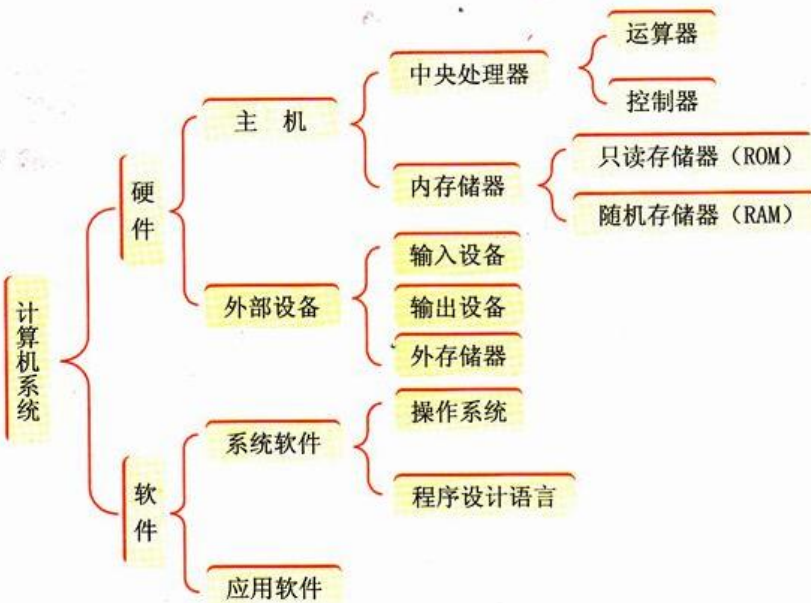 运算器
中央处理器
控制器
主 机
只读存储器（ROM）
内存储器
硬件
随机存储器（RAM）
输入设备
外部设备
输出设备
计算机系统
外存储器
操作系统
系统软件
程序设计语言
软件
应用软件